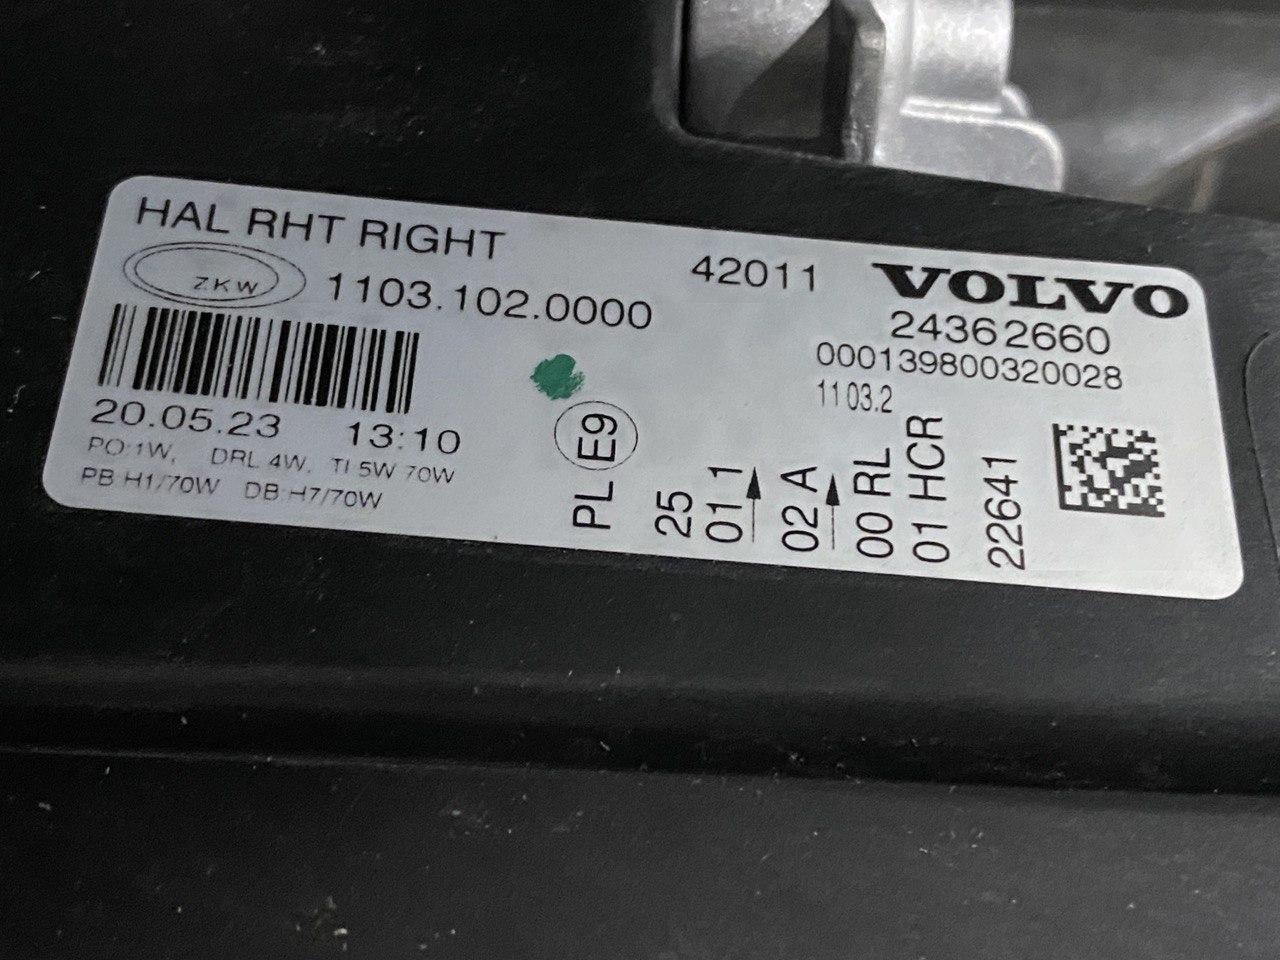 HAL RHT RIGHT
ZKW
1103.102.0000
42011
VOLVO
24362660
000139800320028
1103.2
20.05.23 13:10
PO:1W, DRL 4W, TI 5W 70W
PB:H1/70W DB:H7/70W
PL E9
25
01 1
02 A
00 RL
01 HCR
22641